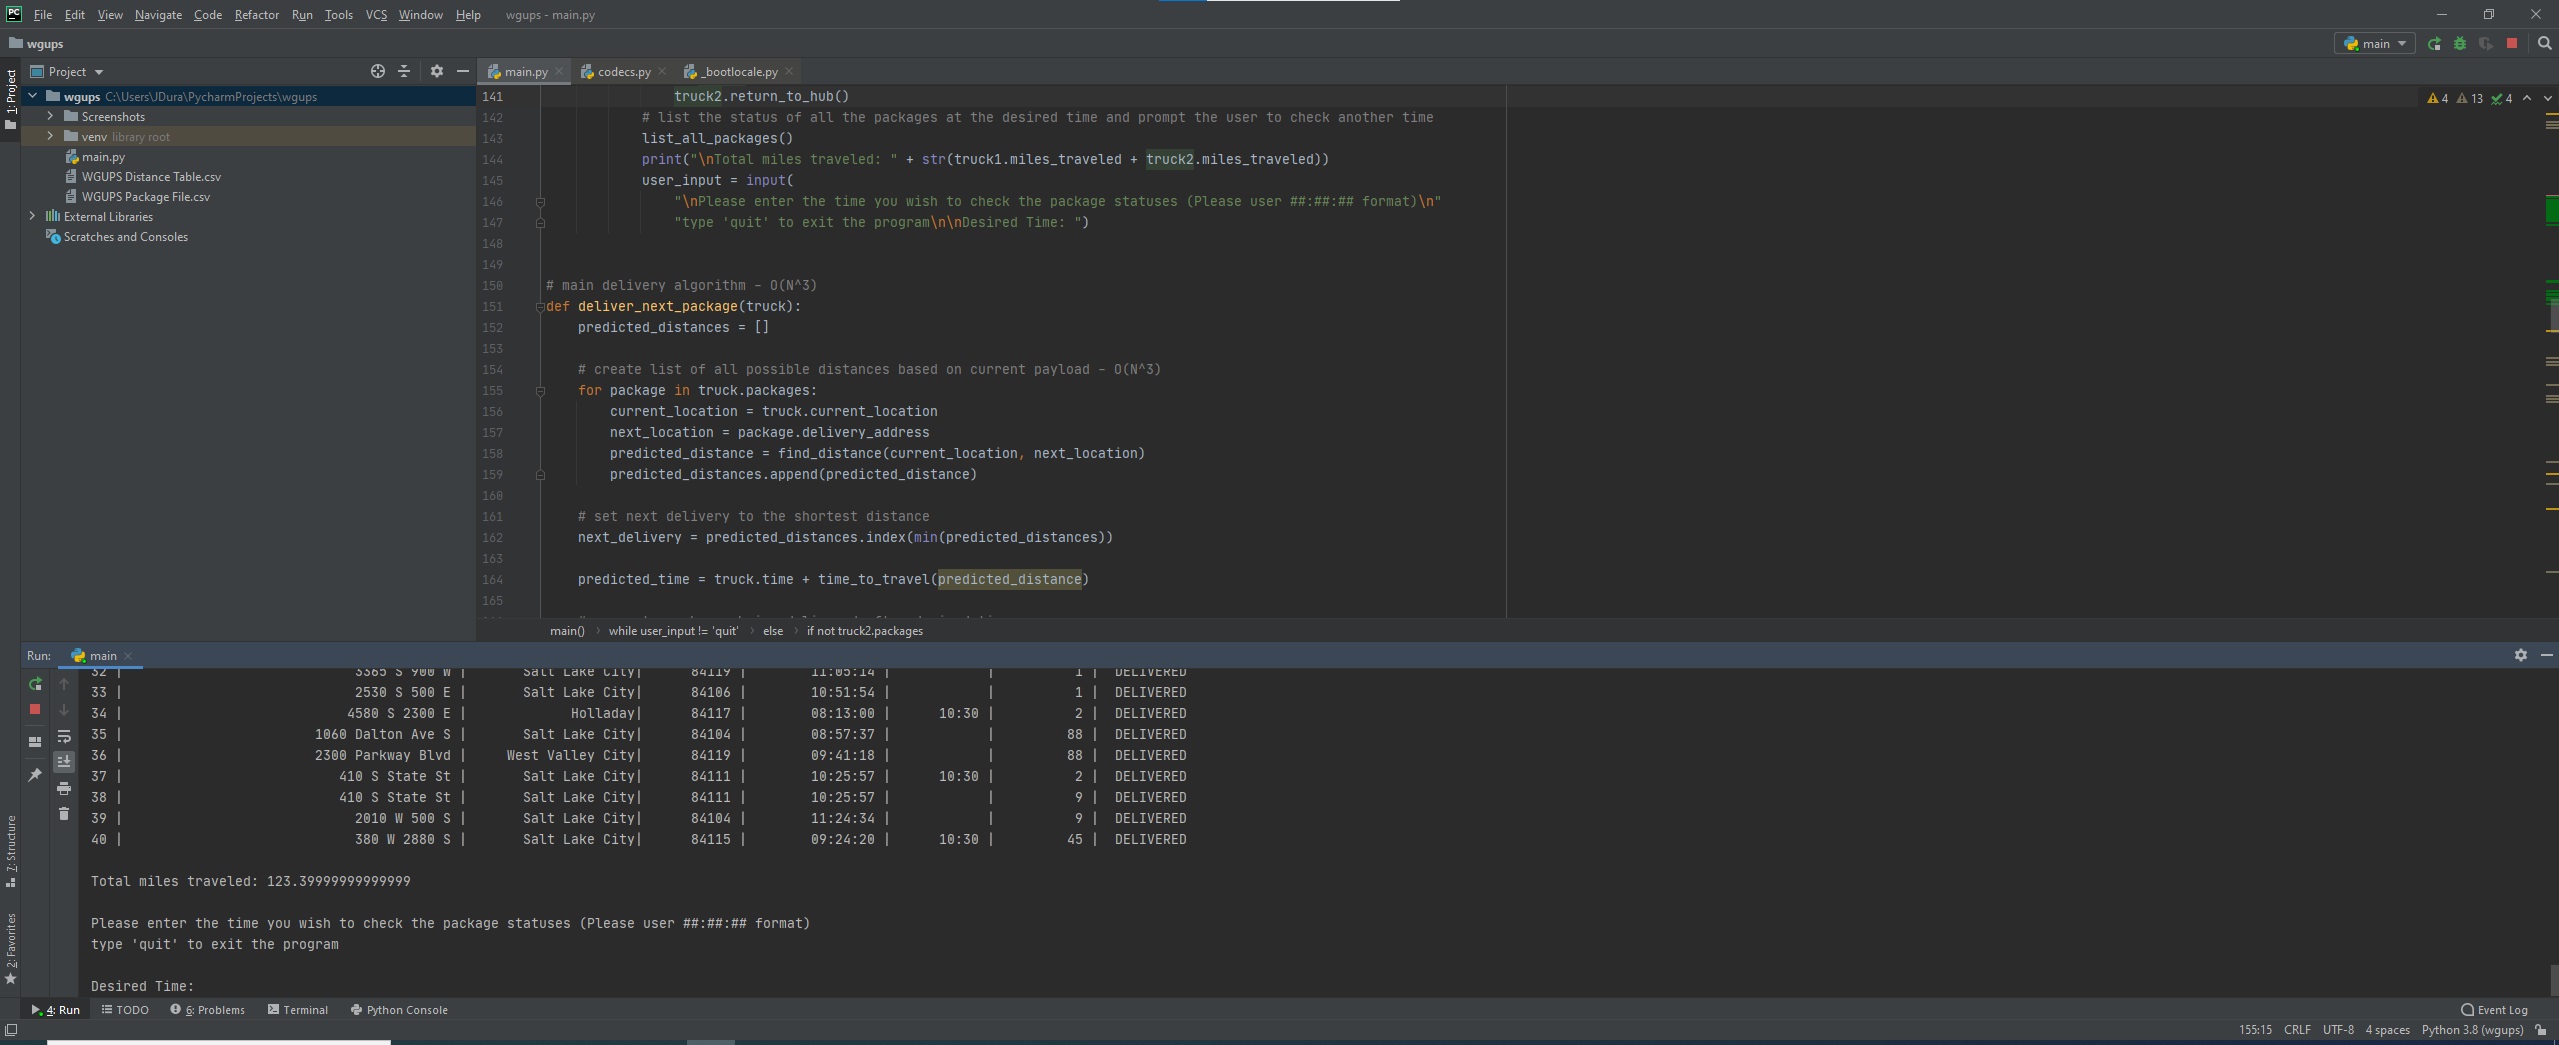 File Edit View Navigate Code Refactor Run Tools VCS Window Help wgups - main.py
wgups main
Project main.py codecs.py _bootlocale.py
1: Project
wgups C:\Users\JDura\PycharmProjects\wgups
Screenshots
venv library root
main.py
WGUPS Distance Table.csv
WGUPS Package File.csv
External Libraries
Scratches and Consoles
4 13 4
141 truck2.return_to_hub()
142 # list the status of all the packages at the desired time and prompt the user to check another time
143 list_all_packages()
144 print("\nTotal miles traveled: " + str(truck1.miles_traveled + truck2.miles_traveled))
145 user_input = input(
146 "\nPlease enter the time you wish to check the package statuses (Please user ##:##:## format)\n"
147 "type 'quit' to exit the program\n\nDesired Time: ")
148
149
150 # main delivery algorithm - O(N^3)
151 def deliver_next_package(truck):
152 predicted_distances = []
153
154 # create list of all possible distances based on current payload - O(N^3)
155 for package in truck.packages:
156 current_location = truck.current_location
157 next_location = package.delivery_address
158 predicted_distance = find_distance(current_location, next_location)
159 predicted_distances.append(predicted_distance)
160
161 # set next delivery to the shortest distance
162 next_delivery = predicted_distances.index(min(predicted_distances))
163
164 predicted_time = truck.time + time_to_travel(predicted_distance)
165
main() › while user_input != 'quit' › else › if not truck2.packages
Run: main
32 | 3365 S 900 W | Salt Lake City| 84119 | 11:05:14 | | 1 | DELIVERED
33 | 2530 S 500 E | Salt Lake City| 84106 | 10:51:54 | | 1 | DELIVERED
34 | 4580 S 2300 E | Holladay| 84117 | 08:13:00 | 10:30 | 2 | DELIVERED
35 | 1060 Dalton Ave S | Salt Lake City| 84104 | 08:57:37 | | 88 | DELIVERED
36 | 2300 Parkway Blvd | West Valley City| 84119 | 09:41:18 | | 88 | DELIVERED
37 | 410 S State St | Salt Lake City| 84111 | 10:25:57 | 10:30 | 2 | DELIVERED
38 | 410 S State St | Salt Lake City| 84111 | 10:25:57 | | 9 | DELIVERED
39 | 2010 W 500 S | Salt Lake City| 84104 | 11:24:34 | | 9 | DELIVERED
40 | 380 W 2880 S | Salt Lake City| 84115 | 09:24:20 | 10:30 | 45 | DELIVERED
Total miles traveled: 123.39999999999999
Please enter the time you wish to check the package statuses (Please user ##:##:## format)
type 'quit' to exit the program
Desired Time:
7: Structure
2: Favorites
4: Run TODO 6: Problems Terminal Python Console Event Log
155:15 CRLF UTF-8 4 spaces Python 3.8 (wgups)